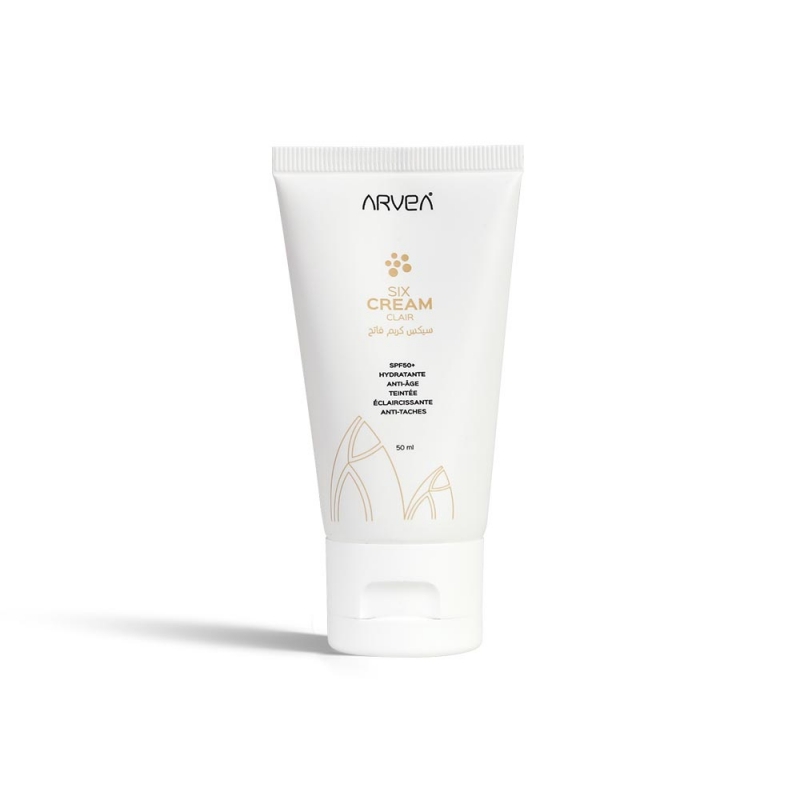 ARVEA
SIX
CREAM
CLAIR
سيكس كريم فاتح
SPF50+
HYDRATANTE
ANTI-ÂGE
TEINTÉE
ÉCLAIRCISSANTE
ANTI-TACHES
50 ml